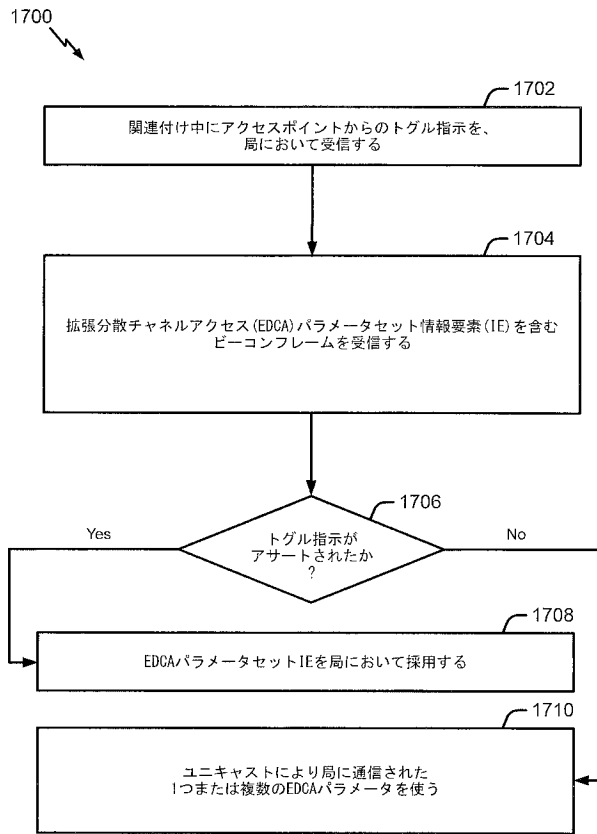 1700
1702
関連付け中にアクセスポイントからのトグル指示を、
局において受信する
1704
拡張分散チャネルアクセス(EDCA)パラメータセット情報要素(IE)を含む
ビーコンフレームを受信する
1706
Yes
トグル指示が
アサートされたか
?
No
1708
EDCAパラメータセットIEを局において採用する
1710
ユニキャストにより局に通信された
1つまたは複数のEDCAパラメータを使う